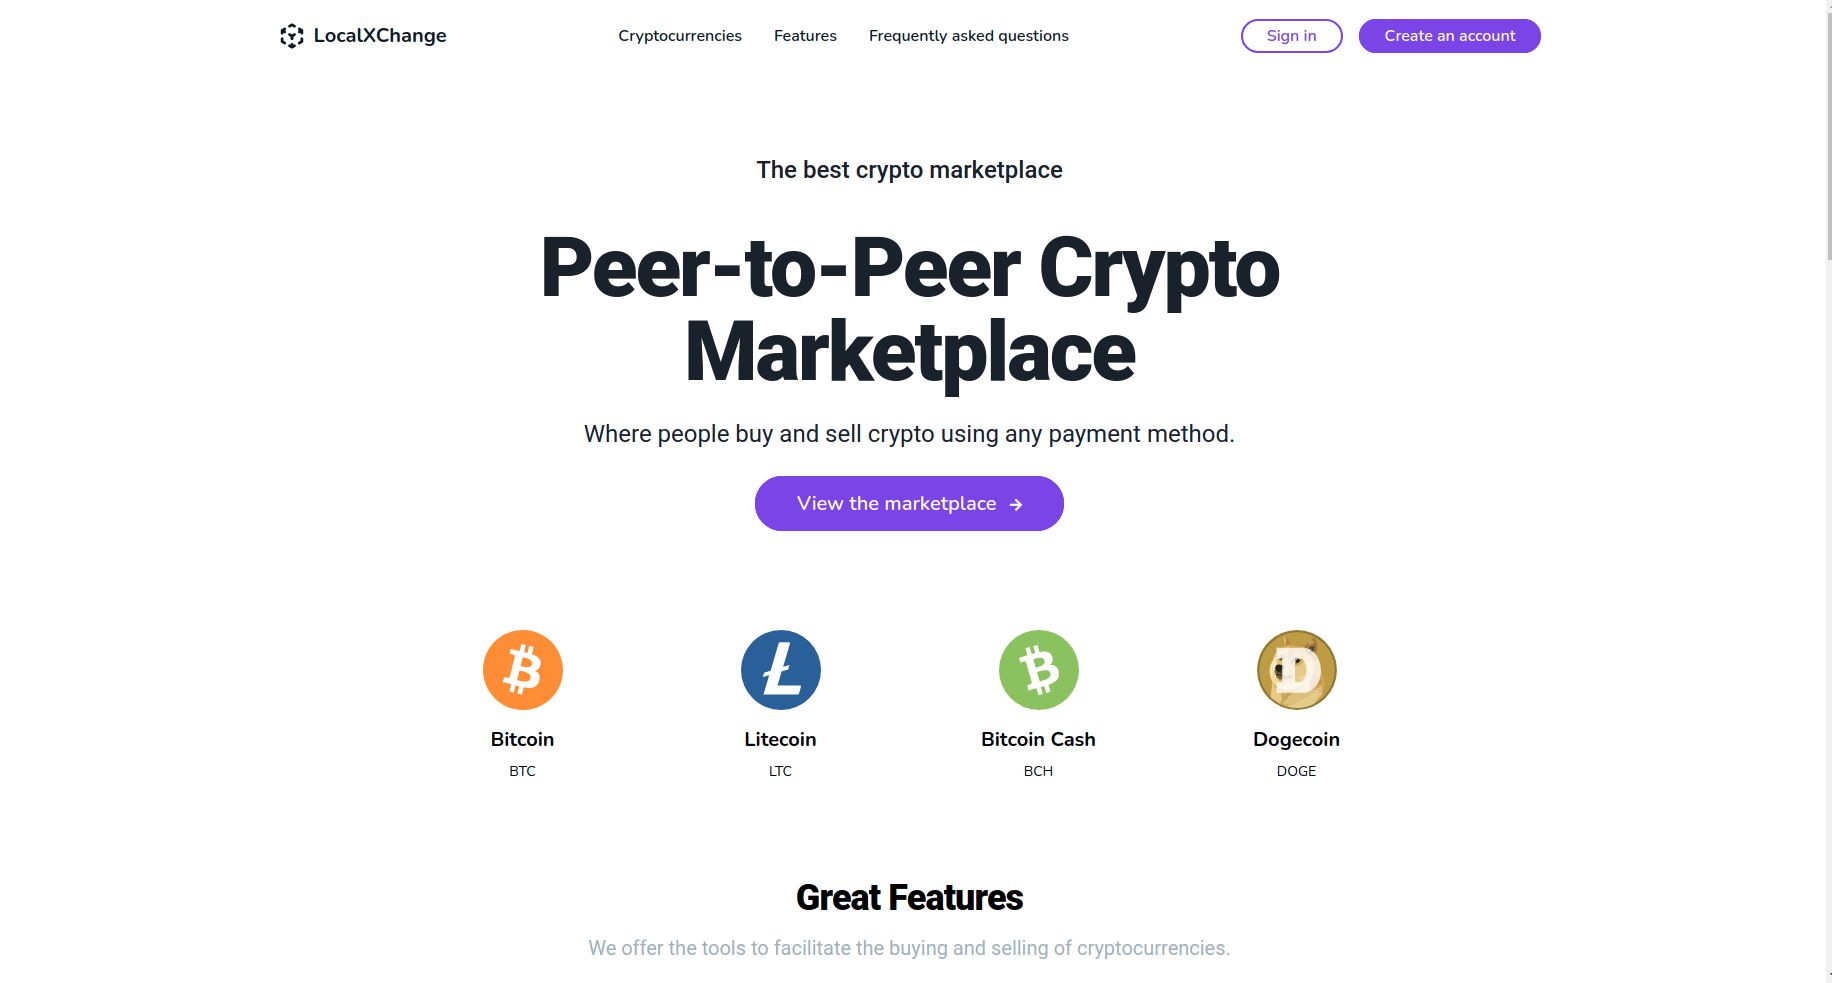 LocalXChange
Cryptocurrencies
Features
Frequently asked questions
Sign in
Create an account
The best crypto marketplace
Peer-to-Peer Crypto
Marketplace
Where people buy and sell crypto using any payment method.
View the marketplace →
Bitcoin
BTC
Litecoin
LTC
Bitcoin Cash
BCH
Dogecoin
DOGE
Great Features
We offer the tools to facilitate the buying and selling of cryptocurrencies.